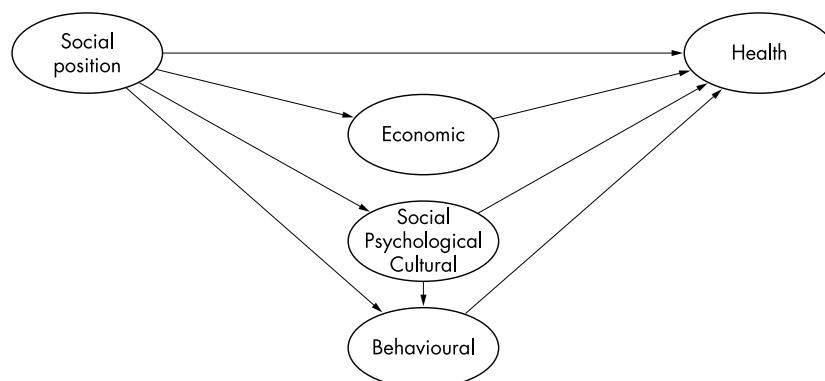 Social
position
Health
Economic
Social
Psychological
Cultural
Behavioural